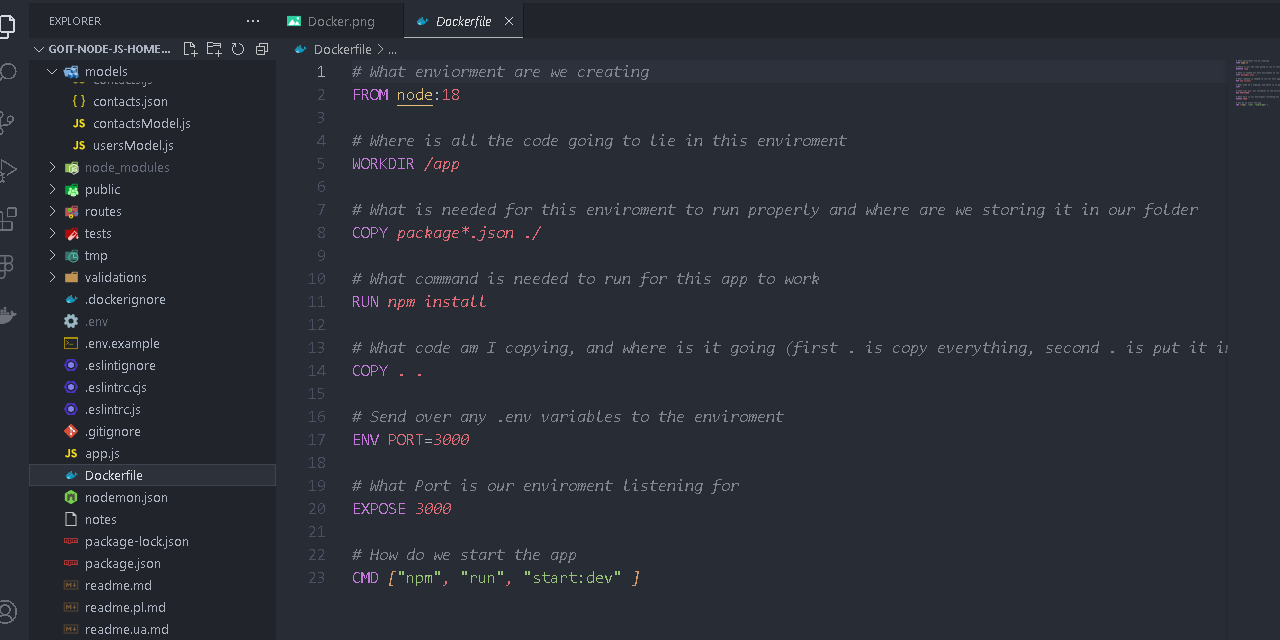 EXPLORER
...
Docker.png
Dockerfile
GOIT-NODE-JS-HOME...
Dockerfile > ...
models
contacts.js
{ } contacts.json
JS contactsModel.js
JS usersModel.js
node_modules
public
routes
tests
tmp
validations
.dockerignore
.env
.env.example
.eslintignore
.eslintrc.cjs
.eslintrc.js
.gitignore
JS app.js
Dockerfile
nodemon.json
notes
package-lock.json
package.json
readme.md
readme.pl.md
readme.ua.md
1 # What enviorment are we creating
2 FROM node:18
3
4 # Where is all the code going to lie in this enviroment
5 WORKDIR /app
6
7 # What is needed for this enviroment to run properly and where are we storing it in our folder
8 COPY package*.json ./
9
10 # What command is needed to run for this app to work
11 RUN npm install
12
13 # What code am I copying, and where is it going (first . is copy everything, second . is put it in
14 COPY . .
15
16 # Send over any .env variables to the enviroment
17 ENV PORT=3000
18
19 # What Port is our enviroment listening for
20 EXPOSE 3000
21
22 # How do we start the app
23 CMD ["npm", "run", "start:dev" ]